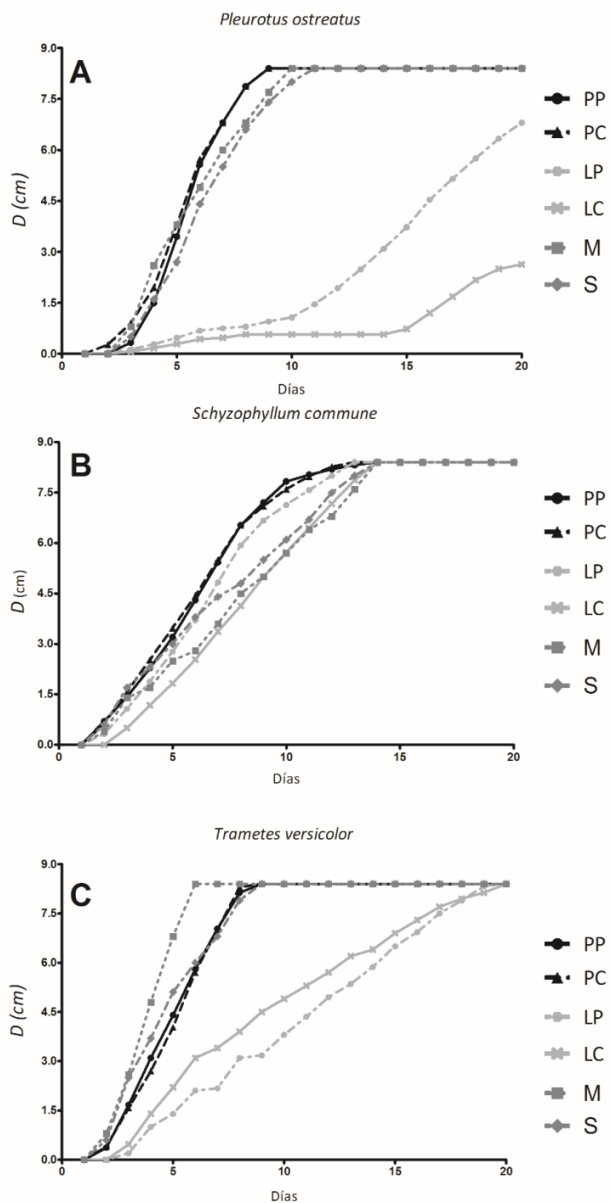 Pleurotus ostreatus
A
D (cm)
9.0
7.5
6.0
4.5
3.0
1.5
0.0
0 5 10 15 20
Días
PP
PC
LP
LC
M
S
Schyzophyllum commune
B
D (cm)
9.0
7.5
6.0
4.5
3.0
1.5
0.0
0 5 10 15 20
Días
PP
PC
LP
LC
M
S
Trametes versicolor
C
D (cm)
9.0
7.5
6.0
4.5
3.0
1.5
0.0
0 5 10 15 20
Días
PP
PC
LP
LC
M
S